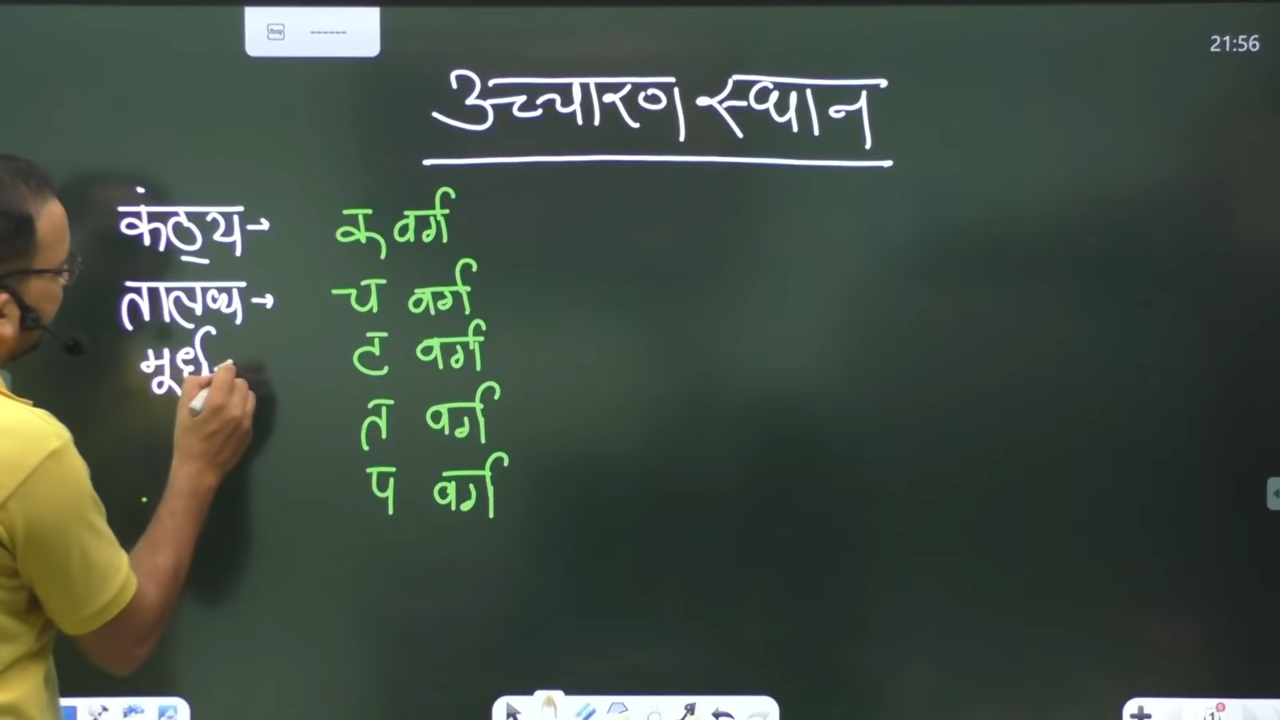 21:56
उच्चारण स्थान
कंठ्य → क वर्ग
तालव्य → च वर्ग
मूर्ध ट वर्ग
त वर्ग
प वर्ग